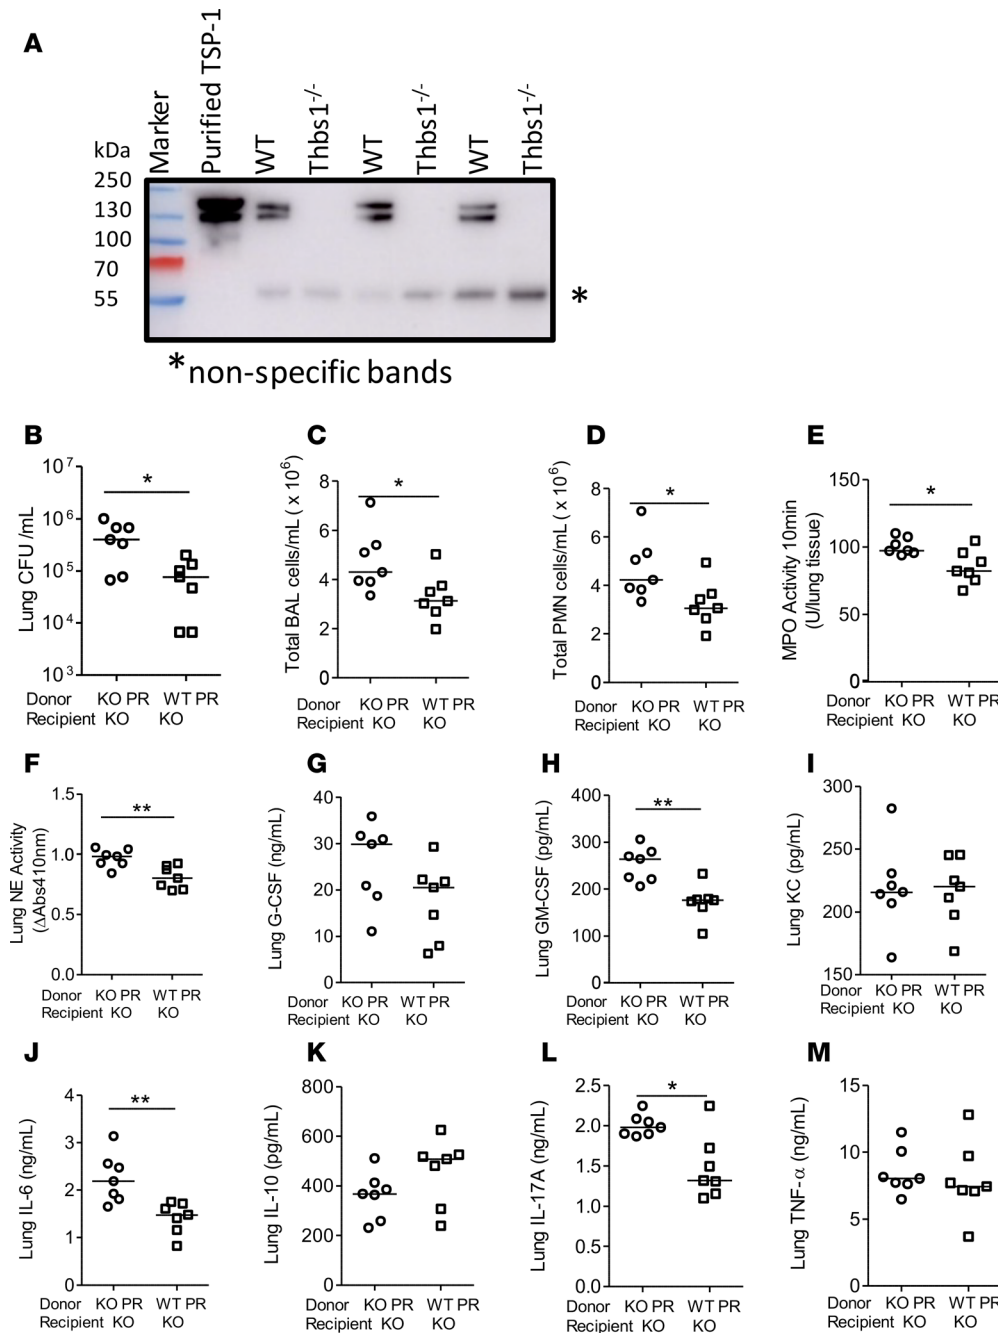 A
Marker
Purified TSP-1
WT
Thbs1-/-
WT
Thbs1-/-
WT
Thbs1-/-
kDa
250
130
100
70
55
*
*non-specific bands
B
Lung CFU /mL
10^7
10^6
10^5
10^4
10^3
*
Donor KO PR WT PR
Recipient KO KO
C
Total BAL cells/mL ( x 10^6)
8
6
4
2
0
*
Donor KO PR WT PR
Recipient KO KO
D
Total PMN cells/mL ( x 10^6)
8
6
4
2
0
*
Donor KO PR WT PR
Recipient KO KO
E
MPO Activity 10min
(U/lung tissue)
150
100
50
0
*
Donor KO PR WT PR
Recipient KO KO
F
Lung NE Activity
(ΔAbs410nm)
1.5
1.0
0.5
0.0
**
Donor KO PR WT PR
Recipient KO KO
G
Lung G-CSF (ng/mL)
40
30
20
10
0
Donor KO PR WT PR
Recipient KO KO
H
Lung GM-CSF (pg/mL)
400
300
200
100
0
**
Donor KO PR WT PR
Recipient KO KO
I
Lung KC (pg/mL)
300
250
200
150
Donor KO PR WT PR
Recipient KO KO
J
Lung IL-6 (ng/mL)
4
3
2
1
0
**
Donor KO PR WT PR
Recipient KO KO
K
Lung IL-10 (pg/mL)
800
600
400
200
0
Donor KO PR WT PR
Recipient KO KO
L
Lung IL-17A (ng/mL)
2.5
2.0
1.5
1.0
0.5
0.0
*
Donor KO PR WT PR
Recipient KO KO
M
Lung TNF-α (ng/mL)
15
10
5
0
Donor KO PR WT PR
Recipient KO KO